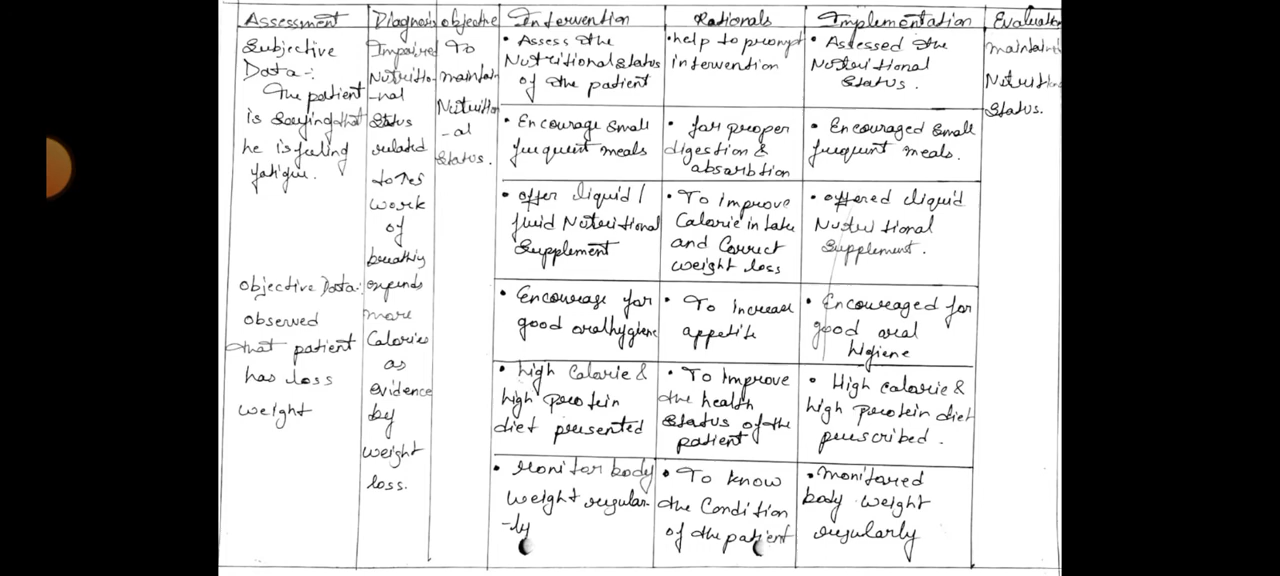 Assessment
Subjective
Data-:
The patient
is saying that
he is feeling
fatigue.
objective Data:
observed
that patient
has loss
weight
Diagnosis
Impaired
Nutritio-
-nal
Status
related
to
work
of
breathing
expends
more
Calories
as
evidence
by
weight
loss.
objective
To
maintain
Nutrition
-al
Status.
Intervention
• Assess the
Nutritional Status
of the patient
• Encourage Small
frequent meals
• offer liquid /
fluid Nutritional
Supplement
• Encourage for
good oralhygiene
• high Calorie &
high protein
diet presented
• Monitor body
weight regular-
-ly
Rationals
• help to prompt
intervention
• for proper
digestion &
absorbtion
• To improve
Calorie intake
and Correct
weight loss
• To increase
appetite
• To improve
the health
Status of the
patient
• To know
the Condition
of the patient
Implementation
• Assessed the
Nutritional
Status.
• Encouraged Small
frequent meals.
• offered liquid
Nutritional
Supplement.
• Encouraged for
good oral
higiene
• High calorie &
high protein diet
prescribed.
• Monitored
body weight
regularly
Evaluation
maintained
Nutrition
Status.